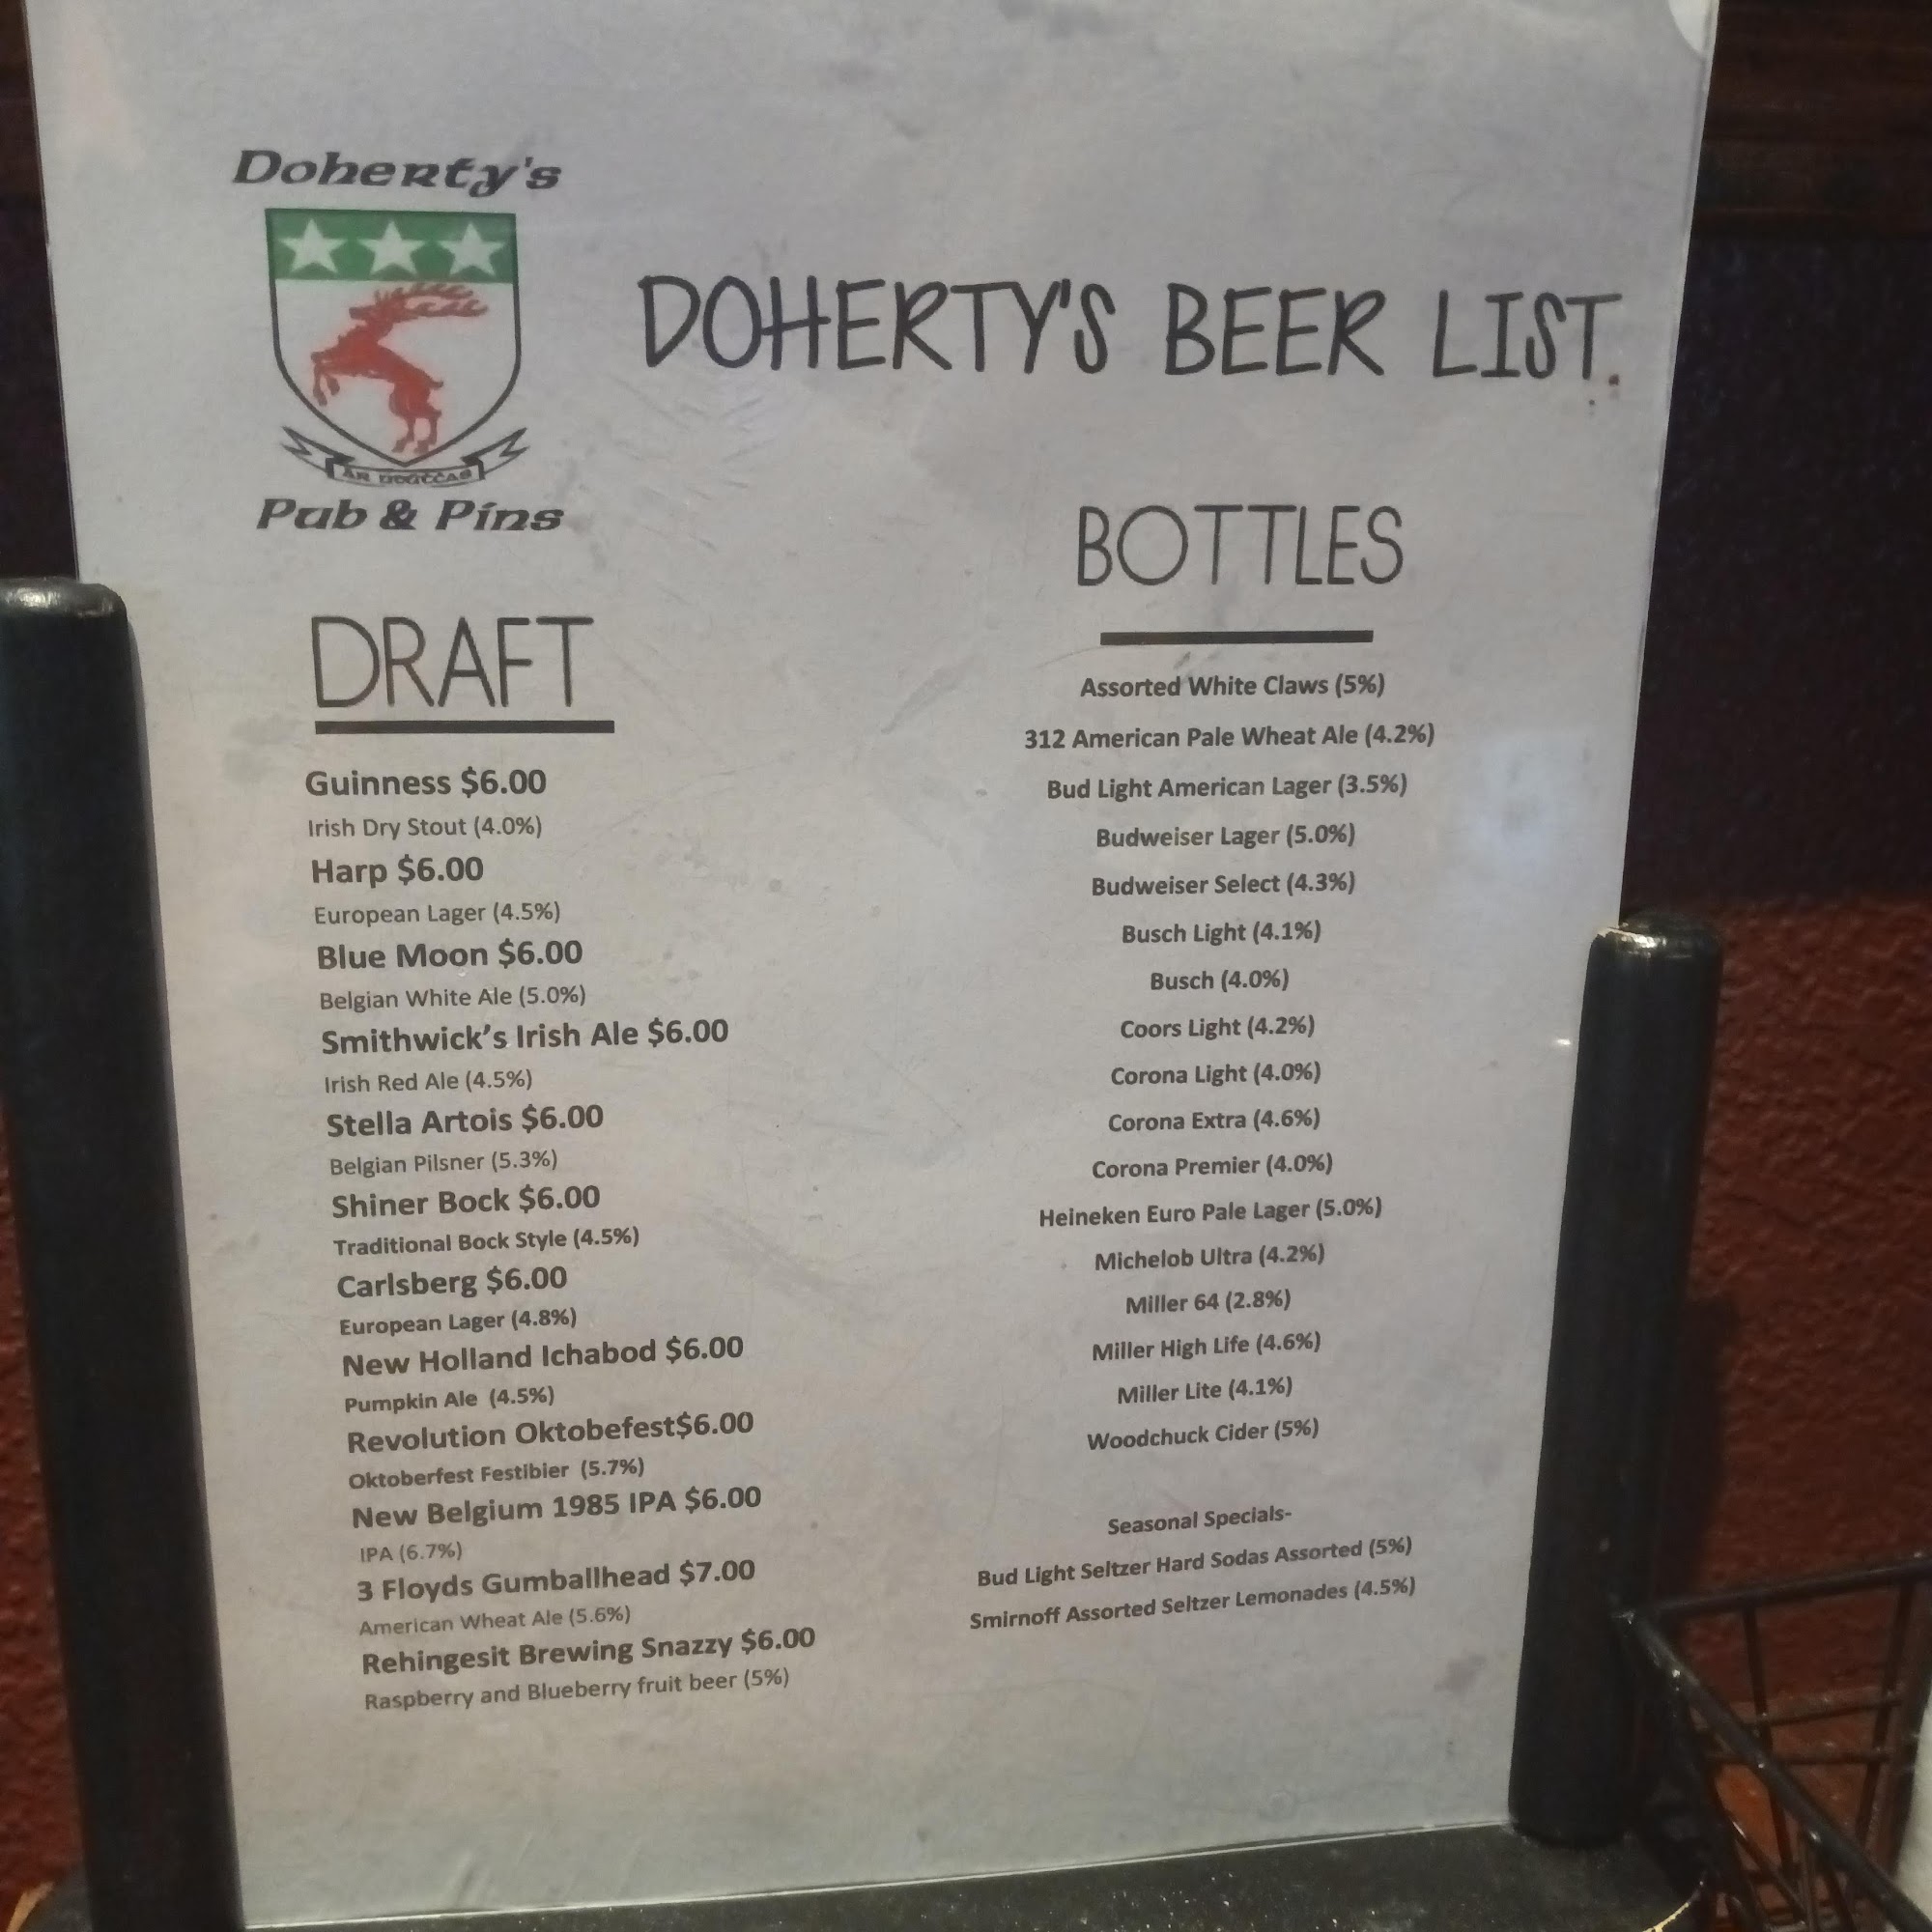 Doherty's
AR nDúTCAS
Pub & Pins
DOHERTY'S BEER LIST
DRAFT
Guinness $6.00
Irish Dry Stout (4.0%)
Harp $6.00
European Lager (4.5%)
Blue Moon $6.00
Belgian White Ale (5.0%)
Smithwick's Irish Ale $6.00
Irish Red Ale (4.5%)
Stella Artois $6.00
Belgian Pilsner (5.3%)
Shiner Bock $6.00
Traditional Bock Style (4.5%)
Carlsberg $6.00
European Lager (4.8%)
New Holland Ichabod $6.00
Pumpkin Ale (4.5%)
Revolution Oktobefest$6.00
Oktoberfest Festibier (5.7%)
New Belgium 1985 IPA $6.00
IPA (6.7%)
3 Floyds Gumballhead $7.00
American Wheat Ale (5.6%)
Rehingesit Brewing Snazzy $6.00
Raspberry and Blueberry fruit beer (5%)
BOTTLES
Assorted White Claws (5%)
312 American Pale Wheat Ale (4.2%)
Bud Light American Lager (3.5%)
Budweiser Lager (5.0%)
Budweiser Select (4.3%)
Busch Light (4.1%)
Busch (4.0%)
Coors Light (4.2%)
Corona Light (4.0%)
Corona Extra (4.6%)
Corona Premier (4.0%)
Heineken Euro Pale Lager (5.0%)
Michelob Ultra (4.2%)
Miller 64 (2.8%)
Miller High Life (4.6%)
Miller Lite (4.1%)
Woodchuck Cider (5%)
Seasonal Specials-
Bud Light Seltzer Hard Sodas Assorted (5%)
Smirnoff Assorted Seltzer Lemonades (4.5%)